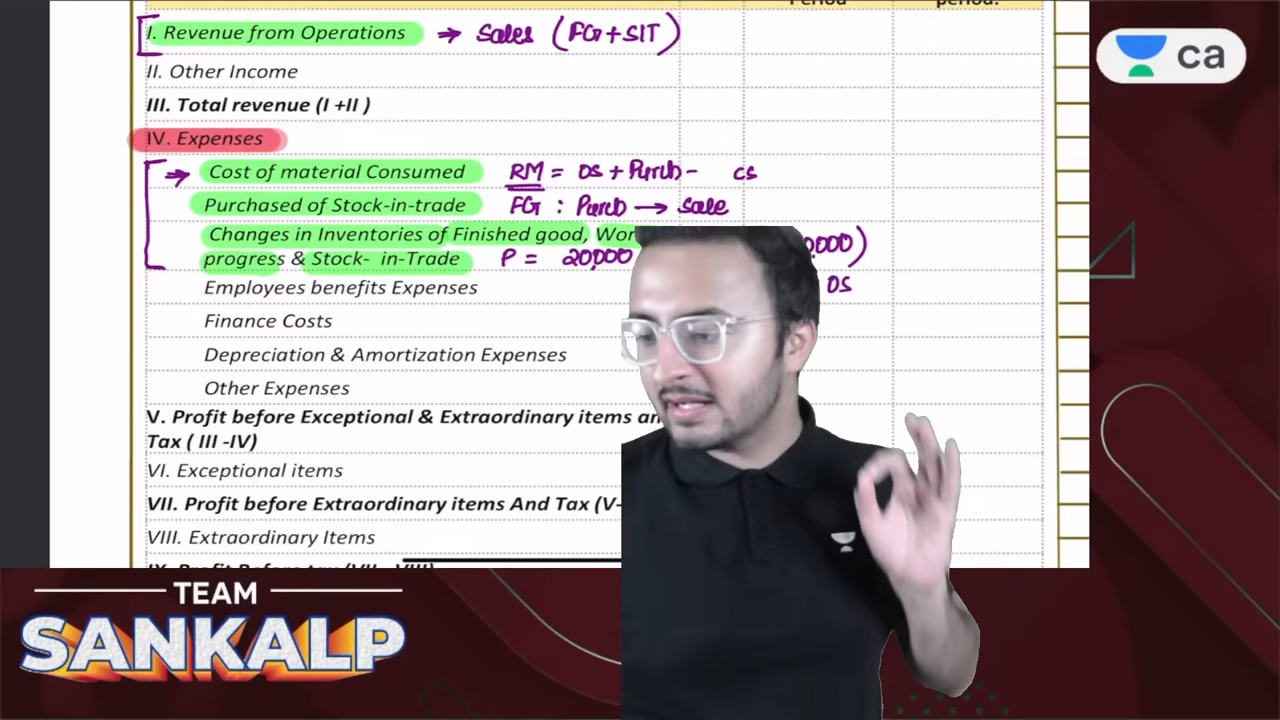 I. Revenue from Operations → Sales (FG+SIT)
II. Other Income
III. Total revenue (I +II )
IV. Expenses
→ Cost of material Consumed RM = OS + Purch - CS
Purchased of Stock-in-trade FG : Purch → Sale
Changes in Inventories of Finished good,
progress & Stock- in-Trade P = 20,000 000)
Employees benefits Expenses OS
Finance Costs
Depreciation & Amortization Expenses
Other Expenses
V. Profit before Exceptional & Extraordinary items
Tax ( III -IV)
VI. Exceptional items
VII. Profit before Extraordinary items And Tax (V-
VIII. Extraordinary Items
period.
ca
TEAM
SANKALP